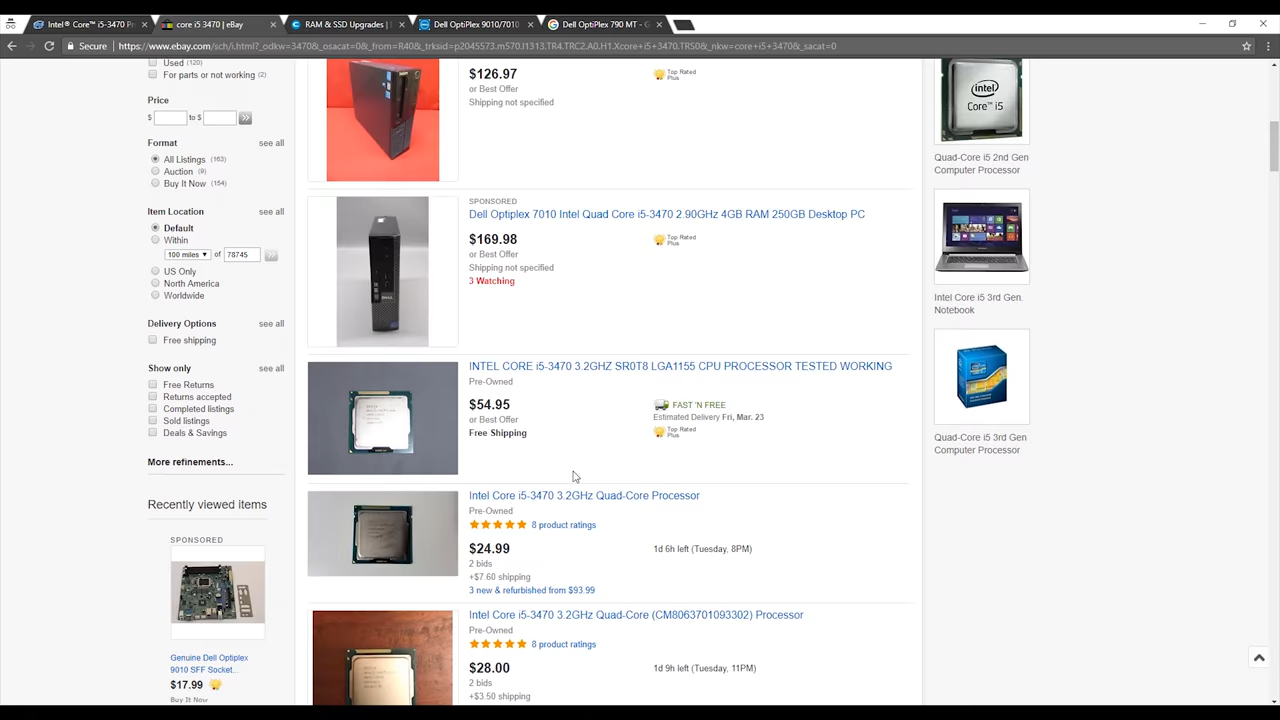 Intel® Core™ i5-3470 Pr
core i5 3470 | eBay
RAM & SSD Upgrades |
Dell OptiPlex 9010/7010
Dell OptiPlex 790 MT - G
Secure
https://www.ebay.com/sch/i.html?_odkw=3470&_osacat=0&_from=R40&_trksid=p2045573.m570.l1313.TR4.TRC2.A0.H1.Xcore+i5+3470.TRS0&_nkw=core+i5+3470&_sacat=0
Used (120)
For parts or not working (2)
Price
$ to $
Format
see all
All Listings (163)
Auction (9)
Buy It Now (154)
Item Location
see all
Default
Within
100 miles of 78745
US Only
North America
Worldwide
Delivery Options
see all
Free shipping
Show only
see all
Free Returns
Returns accepted
Completed listings
Sold listings
Deals & Savings
More refinements...
Recently viewed items
SPONSORED
Genuine Dell Optiplex
9010 SFF Socket...
$17.99
Buy It Now
$126.97
or Best Offer
Shipping not specified
Top Rated
Plus
SPONSORED
Dell Optiplex 7010 Intel Quad Core i5-3470 2.90GHz 4GB RAM 250GB Desktop PC
$169.98
or Best Offer
Shipping not specified
3 Watching
Top Rated
Plus
INTEL CORE i5-3470 3.2GHZ SR0T8 LGA1155 CPU PROCESSOR TESTED WORKING
Pre-Owned
$54.95
or Best Offer
Free Shipping
FAST 'N FREE
Estimated Delivery Fri, Mar. 23
Top Rated
Plus
Intel Core i5-3470 3.2GHz Quad-Core Processor
Pre-Owned
8 product ratings
$24.99
2 bids
+$7.60 shipping
3 new & refurbished from $93.99
1d 6h left (Tuesday, 8PM)
Intel Core i5-3470 3.2GHz Quad-Core (CM8063701093302) Processor
Pre-Owned
8 product ratings
$28.00
2 bids
+$3.50 shipping
1d 9h left (Tuesday, 11PM)
intel
Core™ i5
Quad-Core i5 2nd Gen
Computer Processor
Intel Core i5 3rd Gen.
Notebook
Quad-Core i5 3rd Gen
Computer Processor